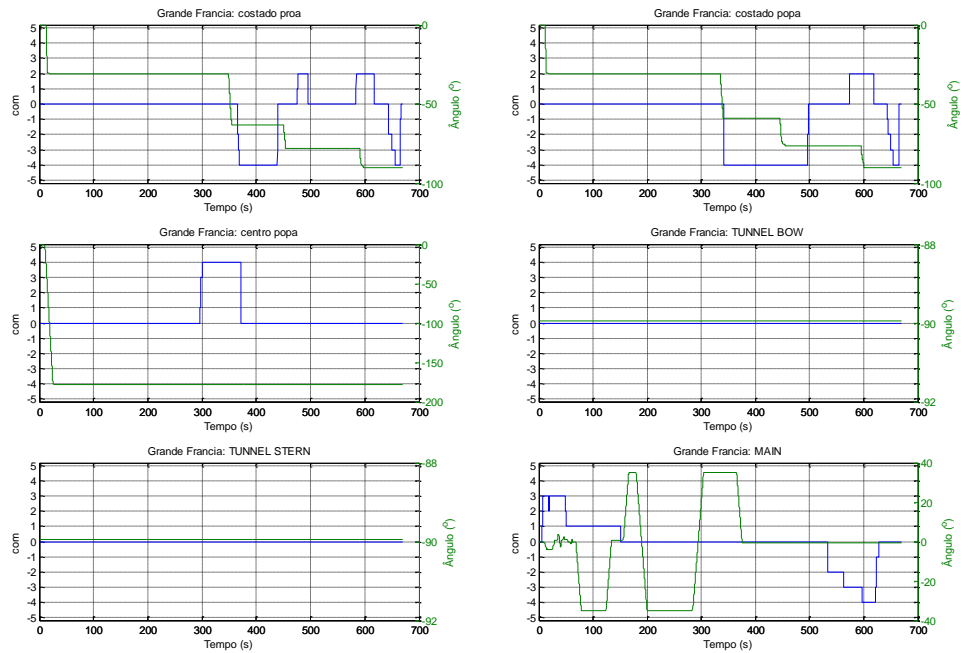 Grande Francia: costado proa
5
4
3
2
1
0
-1
-2
-3
-4
-5
com
0
-50
-100
Ângulo (º)
0 100 200 300 400 500 600 700
Tempo (s)
Grande Francia: costado popa
5
4
3
2
1
0
-1
-2
-3
-4
-5
com
0
-50
-100
Ângulo (º)
0 100 200 300 400 500 600 700
Tempo (s)
Grande Francia: centro popa
5
4
3
2
1
0
-1
-2
-3
-4
-5
com
0
-50
-100
-150
-200
Ângulo (º)
0 100 200 300 400 500 600 700
Tempo (s)
Grande Francia: TUNNEL BOW
5
4
3
2
1
0
-1
-2
-3
-4
-5
com
-88
-90
-92
Ângulo (º)
0 100 200 300 400 500 600 700
Tempo (s)
Grande Francia: TUNNEL STERN
5
4
3
2
1
0
-1
-2
-3
-4
-5
com
-88
-90
-92
Ângulo (º)
0 100 200 300 400 500 600 700
Tempo (s)
Grande Francia: MAIN
5
4
3
2
1
0
-1
-2
-3
-4
-5
com
40
20
0
-20
-40
Ângulo (º)
0 100 200 300 400 500 600 700
Tempo (s)